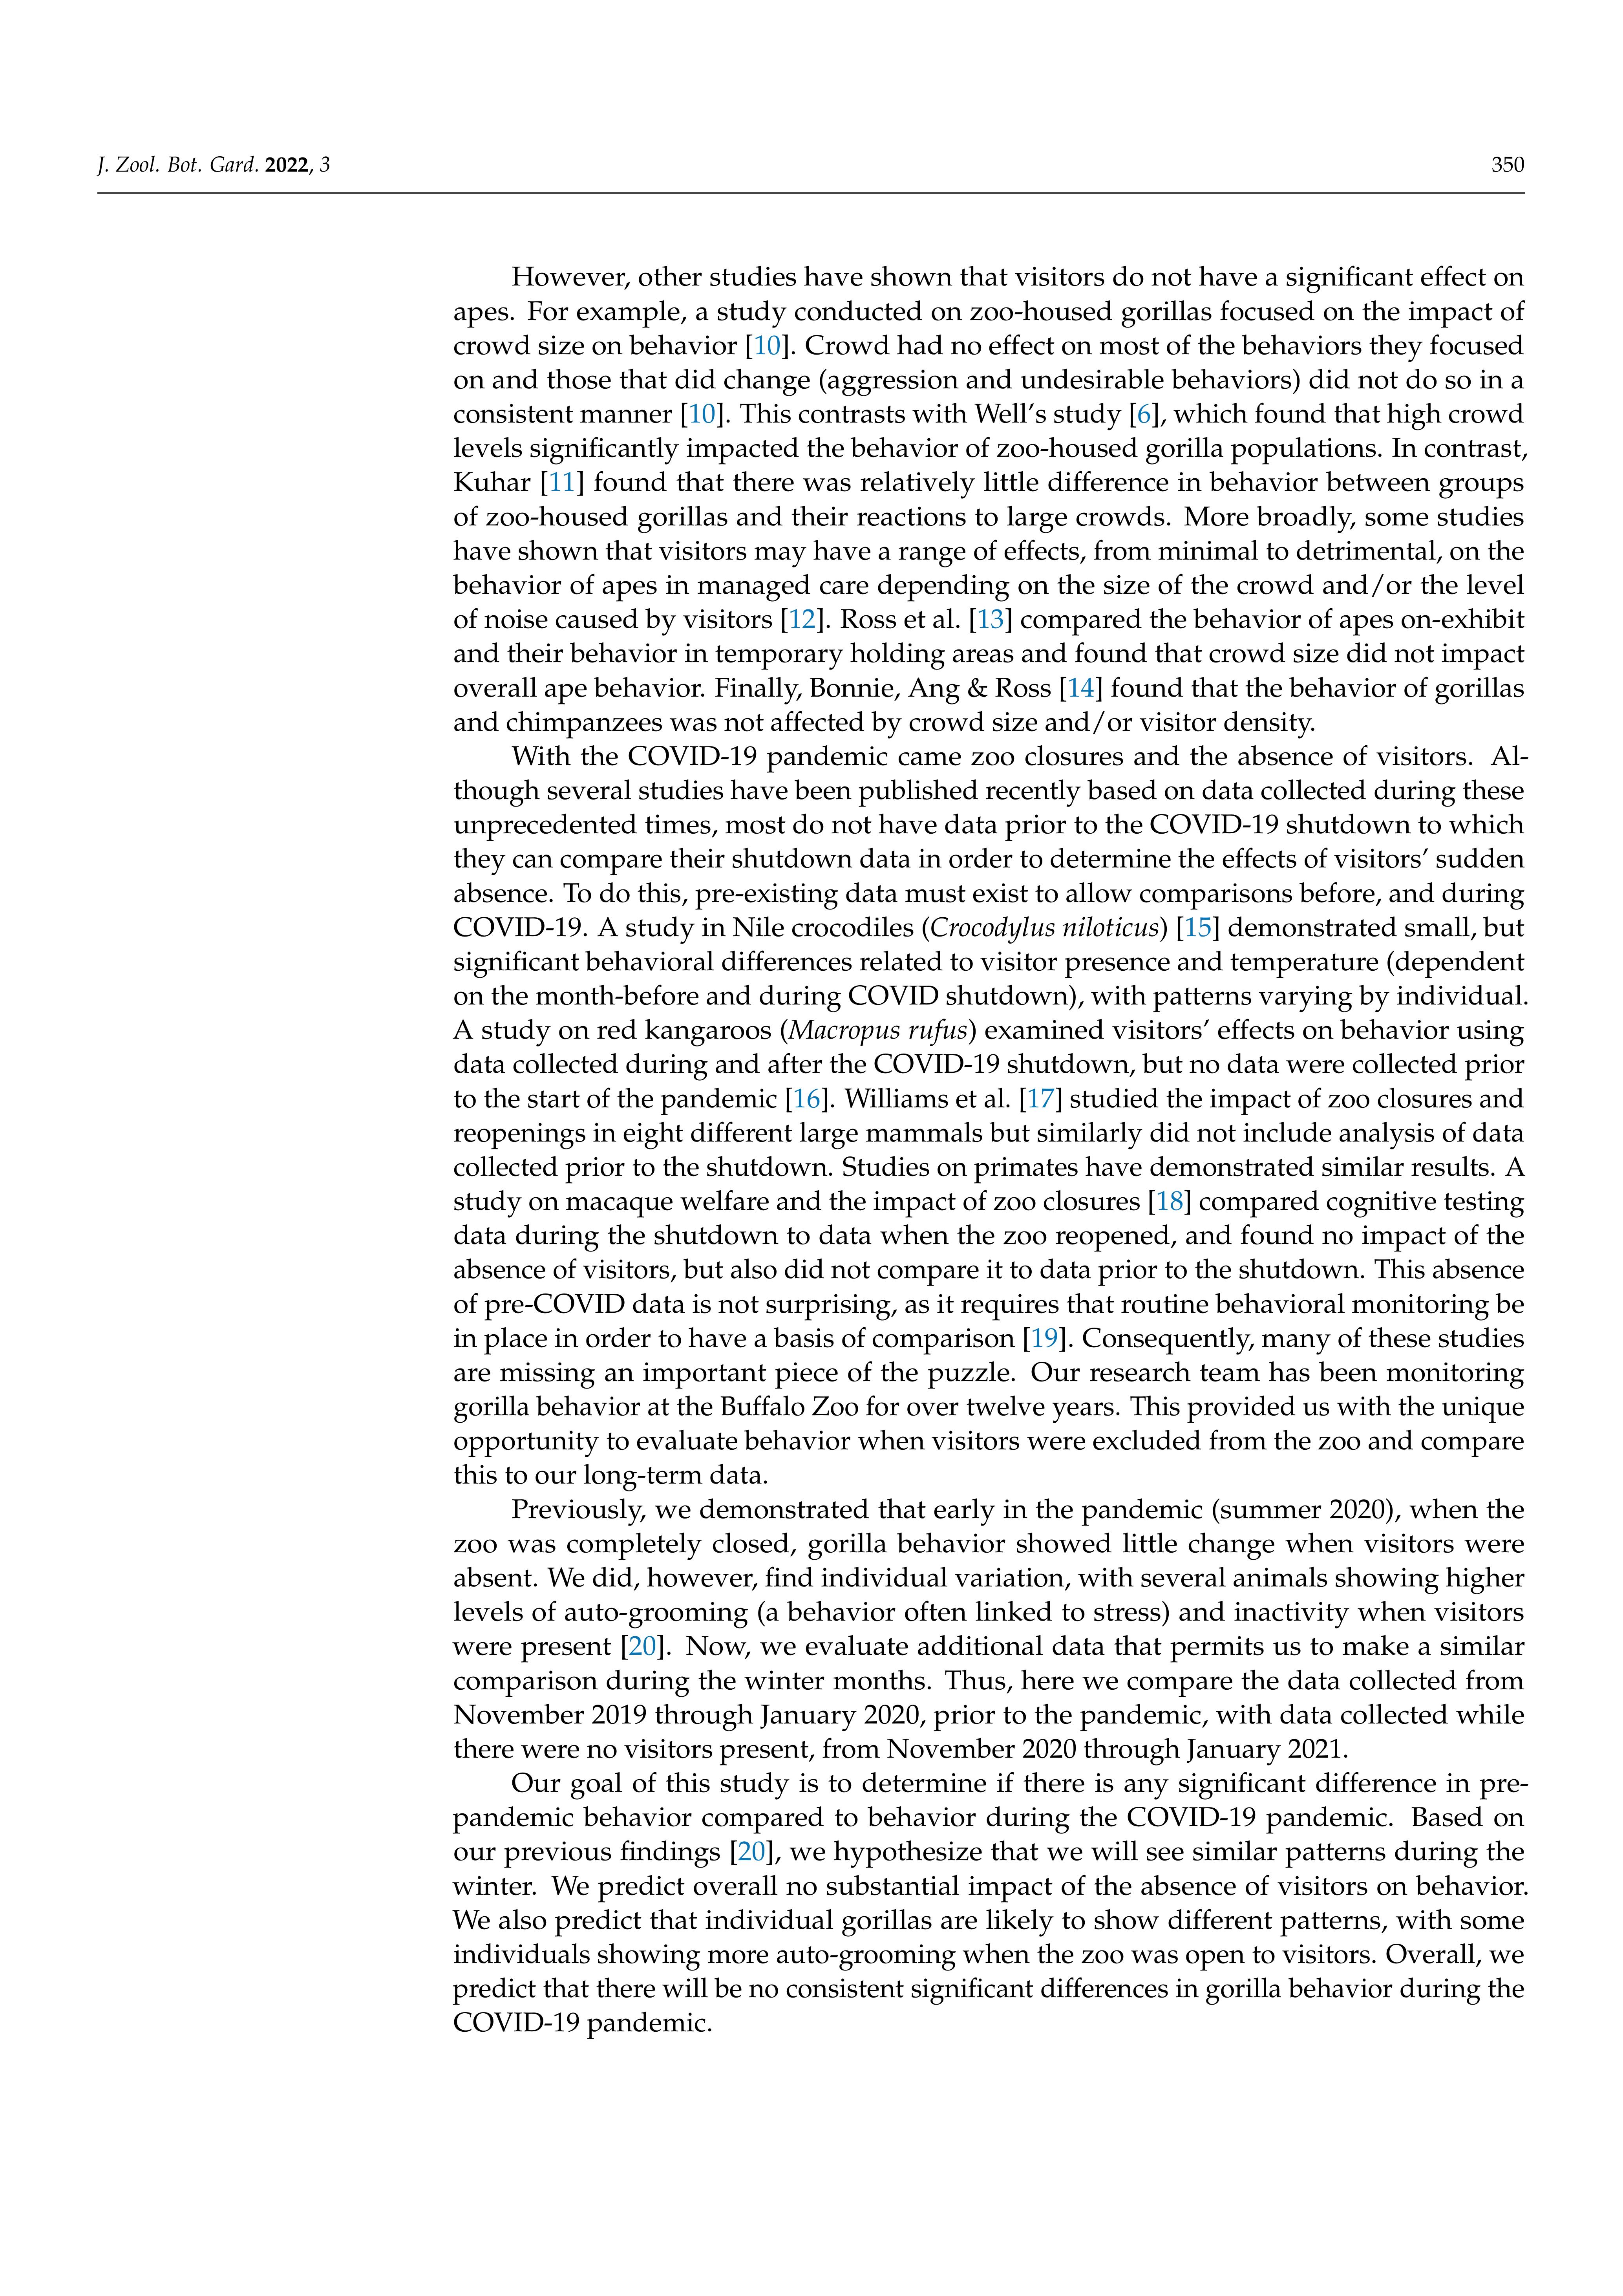 J. Zool. Bot. Gard. 2022, 3
350
However, other studies have shown that visitors do not have a significant effect on
apes. For example, a study conducted on zoo-housed gorillas focused on the impact of
crowd size on behavior [10]. Crowd had no effect on most of the behaviors they focused
on and those that did change (aggression and undesirable behaviors) did not do so in a
consistent manner [10]. This contrasts with Well’s study [6], which found that high crowd
levels significantly impacted the behavior of zoo-housed gorilla populations. In contrast,
Kuhar [11] found that there was relatively little difference in behavior between groups
of zoo-housed gorillas and their reactions to large crowds. More broadly, some studies
have shown that visitors may have a range of effects, from minimal to detrimental, on the
behavior of apes in managed care depending on the size of the crowd and/or the level
of noise caused by visitors [12]. Ross et al. [13] compared the behavior of apes on-exhibit
and their behavior in temporary holding areas and found that crowd size did not impact
overall ape behavior. Finally, Bonnie, Ang & Ross [14] found that the behavior of gorillas
and chimpanzees was not affected by crowd size and/or visitor density.
With the COVID-19 pandemic came zoo closures and the absence of visitors. Al-
though several studies have been published recently based on data collected during these
unprecedented times, most do not have data prior to the COVID-19 shutdown to which
they can compare their shutdown data in order to determine the effects of visitors’ sudden
absence. To do this, pre-existing data must exist to allow comparisons before, and during
COVID-19. A study in Nile crocodiles (Crocodylus niloticus) [15] demonstrated small, but
significant behavioral differences related to visitor presence and temperature (dependent
on the month-before and during COVID shutdown), with patterns varying by individual.
A study on red kangaroos (Macropus rufus) examined visitors’ effects on behavior using
data collected during and after the COVID-19 shutdown, but no data were collected prior
to the start of the pandemic [16]. Williams et al. [17] studied the impact of zoo closures and
reopenings in eight different large mammals but similarly did not include analysis of data
collected prior to the shutdown. Studies on primates have demonstrated similar results. A
study on macaque welfare and the impact of zoo closures [18] compared cognitive testing
data during the shutdown to data when the zoo reopened, and found no impact of the
absence of visitors, but also did not compare it to data prior to the shutdown. This absence
of pre-COVID data is not surprising, as it requires that routine behavioral monitoring be
in place in order to have a basis of comparison [19]. Consequently, many of these studies
are missing an important piece of the puzzle. Our research team has been monitoring
gorilla behavior at the Buffalo Zoo for over twelve years. This provided us with the unique
opportunity to evaluate behavior when visitors were excluded from the zoo and compare
this to our long-term data.
Previously, we demonstrated that early in the pandemic (summer 2020), when the
zoo was completely closed, gorilla behavior showed little change when visitors were
absent. We did, however, find individual variation, with several animals showing higher
levels of auto-grooming (a behavior often linked to stress) and inactivity when visitors
were present [20]. Now, we evaluate additional data that permits us to make a similar
comparison during the winter months. Thus, here we compare the data collected from
November 2019 through January 2020, prior to the pandemic, with data collected while
there were no visitors present, from November 2020 through January 2021.
Our goal of this study is to determine if there is any significant difference in pre-
pandemic behavior compared to behavior during the COVID-19 pandemic. Based on
our previous findings [20], we hypothesize that we will see similar patterns during the
winter. We predict overall no substantial impact of the absence of visitors on behavior.
We also predict that individual gorillas are likely to show different patterns, with some
individuals showing more auto-grooming when the zoo was open to visitors. Overall, we
predict that there will be no consistent significant differences in gorilla behavior during the
COVID-19 pandemic.